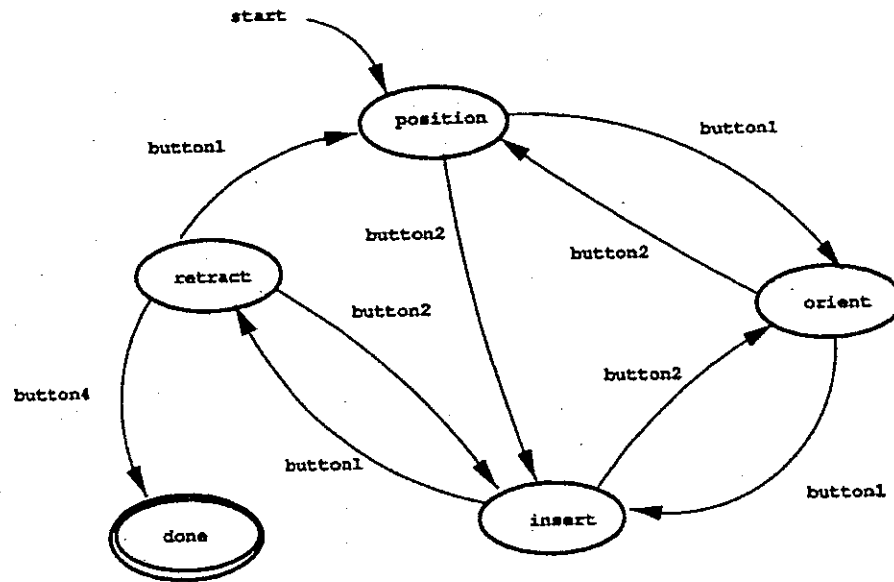 start
position
button1
button1
button2
button2
retract
orient
button2
button2
button4
button1
button1
insert
done